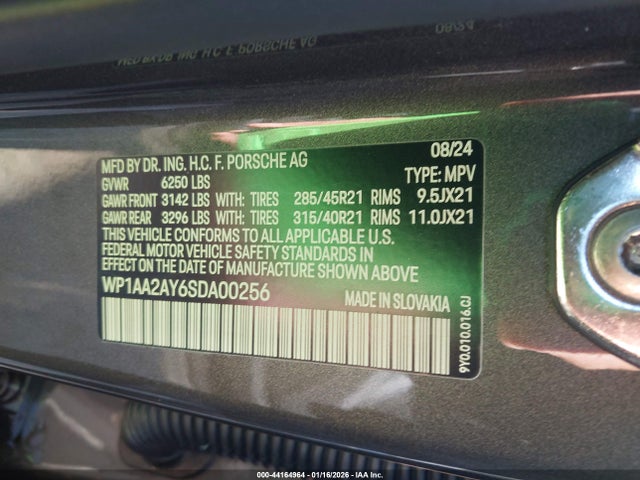 MFD BY DR. ING. H.C. F. PORSCHE AG 08/24
GVWR 6250 LBS TYPE: MPV
GAWR FRONT 3142 LBS WITH: TIRES 285/45R21 RIMS 9.5JX21
GAWR REAR 3296 LBS WITH: TIRES 315/40R21 RIMS 11.0JX21
THIS VEHICLE CONFORMS TO ALL APPLICABLE U.S.
FEDERAL MOTOR VEHICLE SAFETY STANDARDS IN
EFFECT ON THE DATE OF MANUFACTURE SHOWN ABOVE
WP1AA2AY6SDA00256 MADE IN SLOVAKIA
9Y0.010.016.CJ
000-44164964 | 01/16/2026 | IAA Inc.